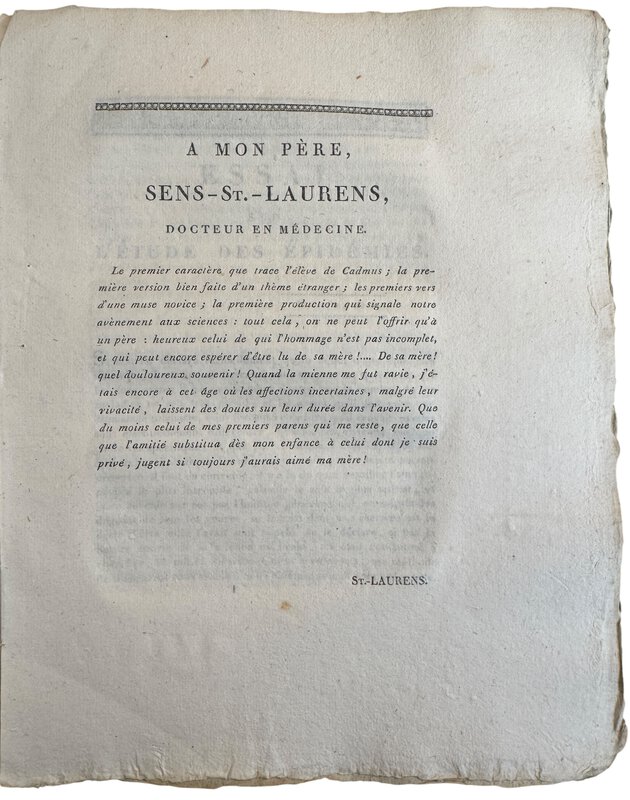 A MON PÈRE,
SENS-ST.-LAURENS,
DOCTEUR EN MÉDECINE.
Le premier caractère que trace l'élève de Cadmus ; la pre-
mière version bien faite d'un thème étranger ; les premiers vers
d'une muse novice ; la première production qui signale notre
avènement aux sciences : tout cela, on ne peut l'offrir qu'à
un père : heureux celui de qui l'hommage n'est pas incomplet,
et qui peut encore espérer d'être lu de sa mère !.... De sa mère !
quel douloureux souvenir ! Quand la mienne me fut ravie, j'é-
tais encore à cet âge où les affections incertaines, malgré leur
vivacité, laissent des doutes sur leur durée dans l'avenir. Que
du moins celui de mes premiers parens qui me reste, que celle
que l'amitié substitua dès mon enfance à celui dont je suis
privé, jugent si toujours j'aurais aimé ma mère !
ST.-LAURENS.